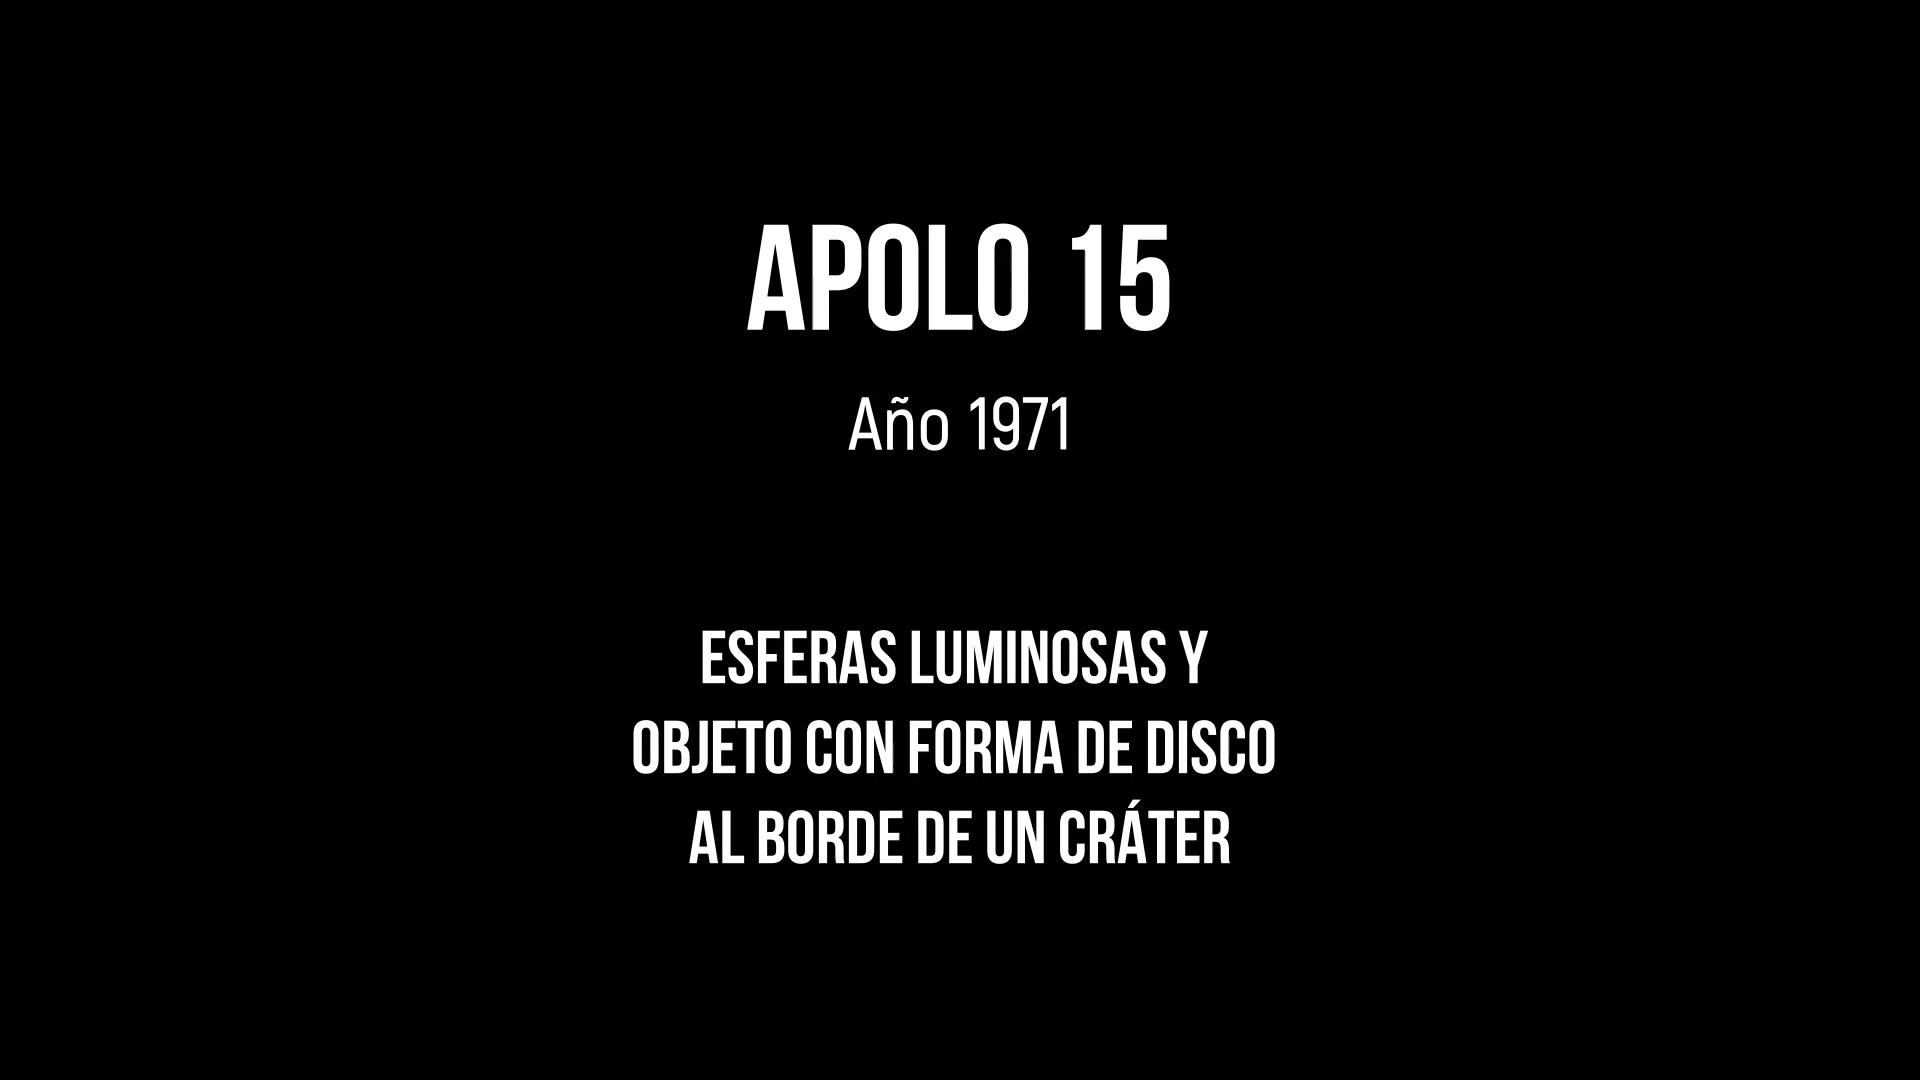 APOLO 15
Año 1971
ESFERAS LUMINOSAS Y
OBJETO CON FORMA DE DISCO
AL BORDE DE UN CRÁTER